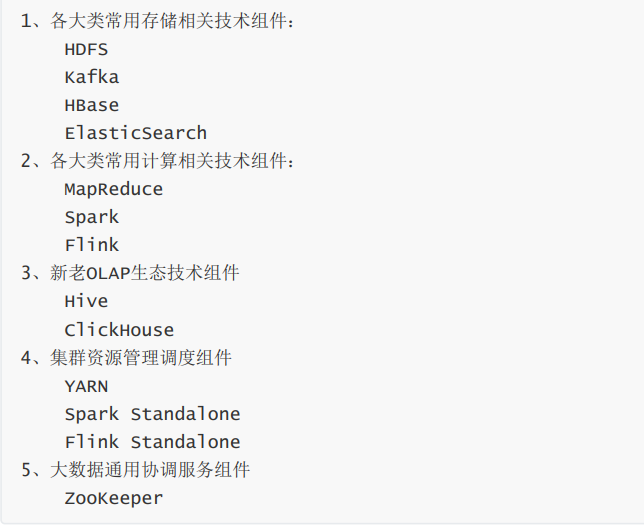 1、各大类常用存储相关技术组件：
HDFS
Kafka
HBase
ElasticSearch
2、各大类常用计算相关技术组件：
MapReduce
Spark
Flink
3、新老OLAP生态技术组件
Hive
ClickHouse
4、集群资源管理调度组件
YARN
Spark Standalone
Flink Standalone
5、大数据通用协调服务组件
ZooKeeper